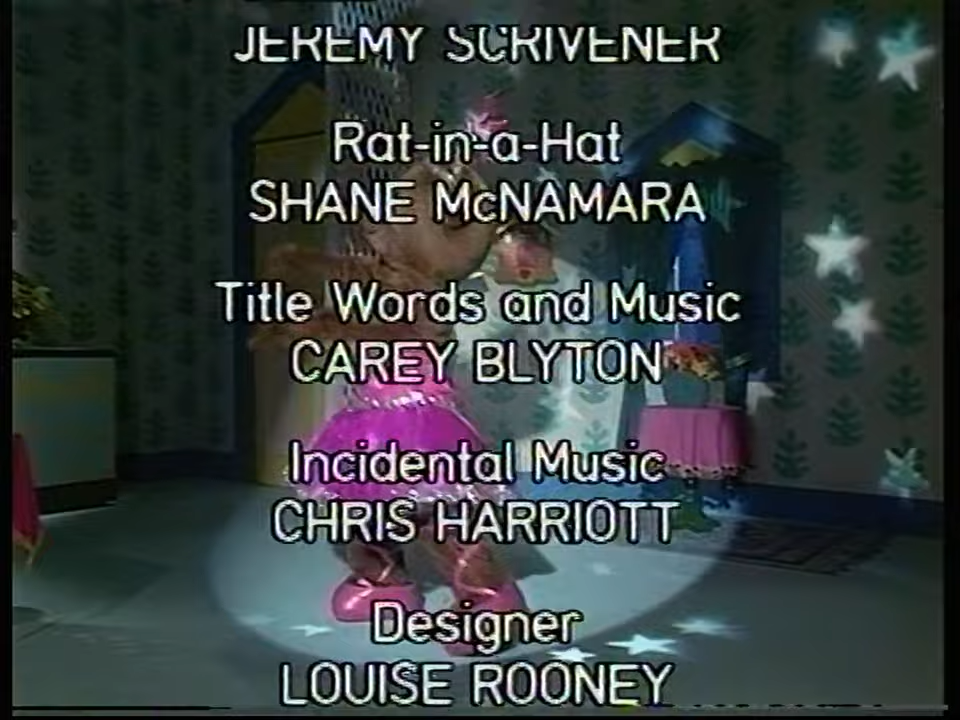 JEREMY SCRIVENER
Rat-in-a-Hat
SHANE McNAMARA
Title Words and Music
CAREY BLYTON
Incidental Music
CHRIS HARRIOTT
Designer
LOUISE ROONEY